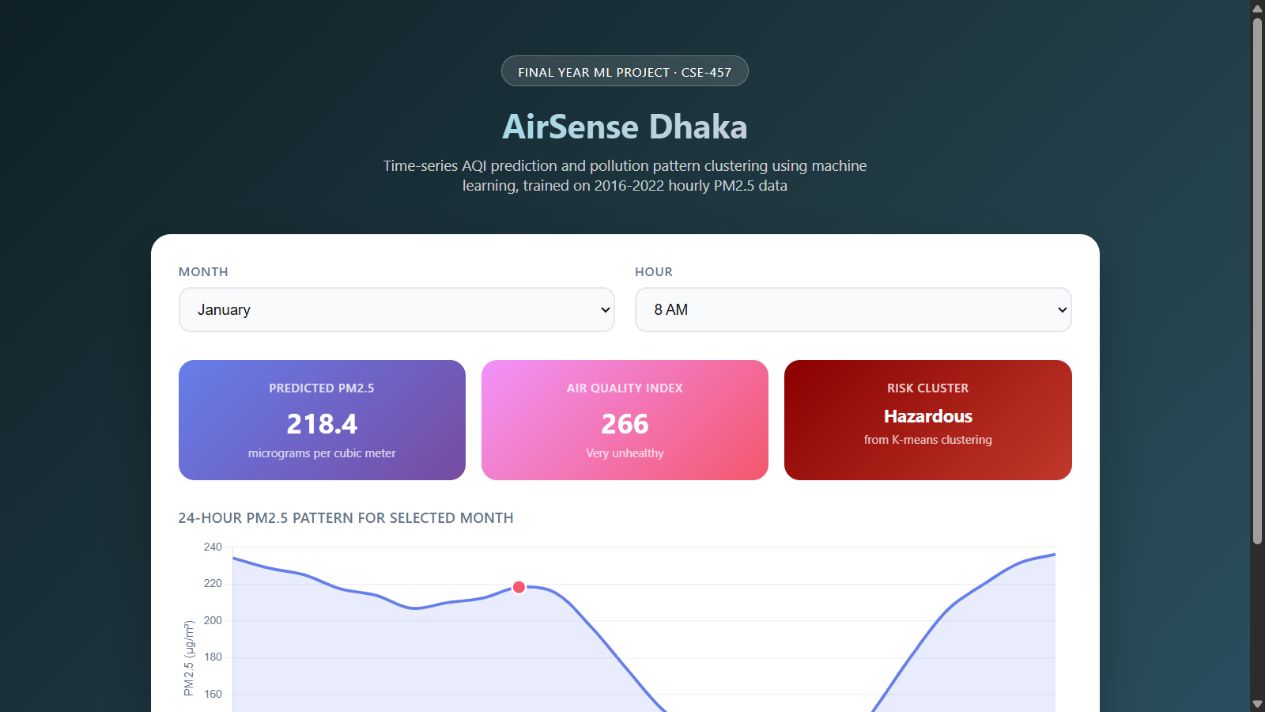 FINAL YEAR ML PROJECT · CSE-457
AirSense Dhaka
Time-series AQI prediction and pollution pattern clustering using machine
learning, trained on 2016-2022 hourly PM2.5 data
MONTH
HOUR
January
8 AM
PREDICTED PM2.5
218.4
micrograms per cubic meter
AIR QUALITY INDEX
266
Very unhealthy
RISK CLUSTER
Hazardous
from K-means clustering
24-HOUR PM2.5 PATTERN FOR SELECTED MONTH
240
220
200
180
160
PM2.5 (µg/m³)